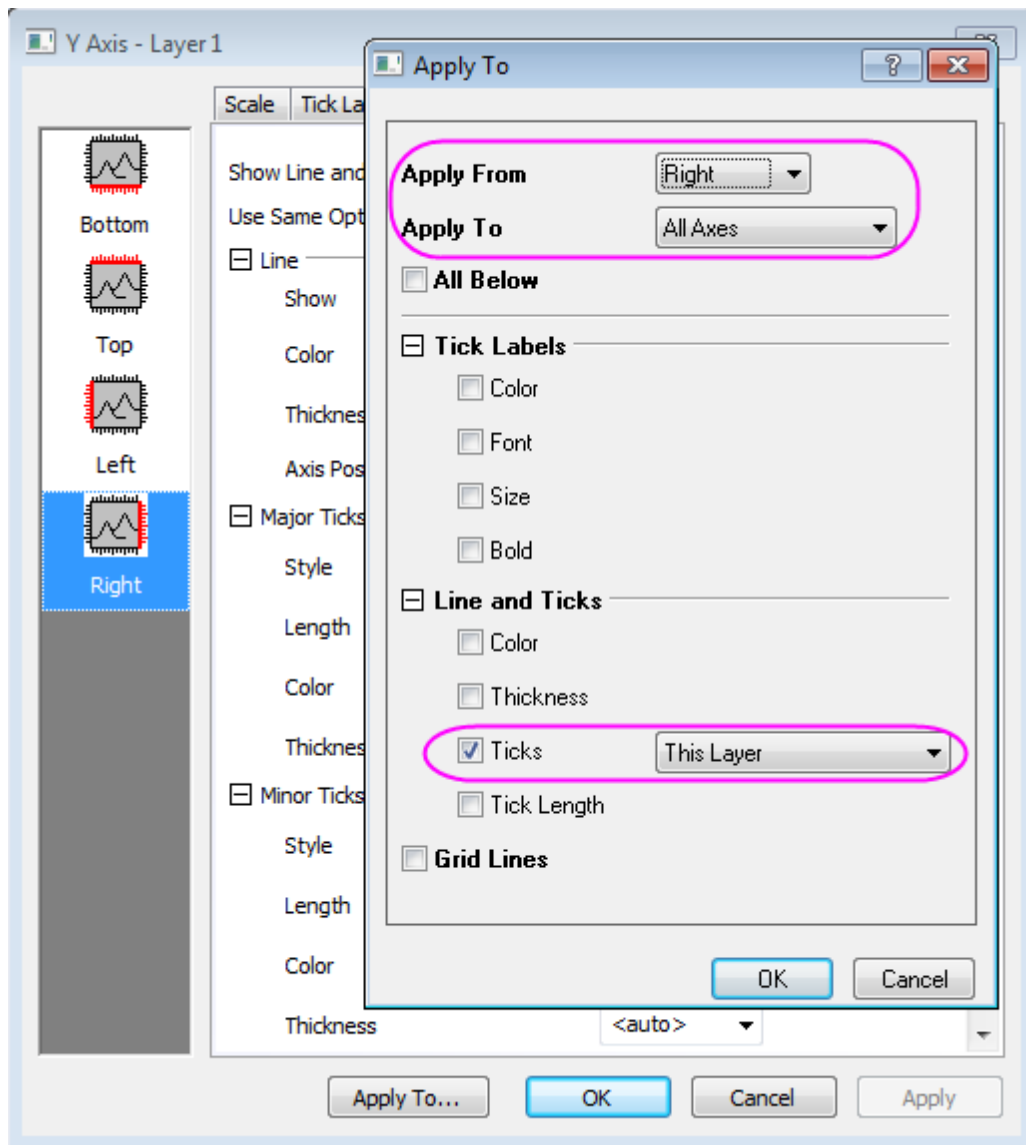 Y Axis - Layer 1
Scale Tick La
Bottom
Top
Left
Right
Show Line and
Use Same Opt
Line
Show
Color
Thicknes
Axis Pos
Major Ticks
Style
Length
Color
Thicknes
Minor Ticks
Style
Length
Color
Thickness <auto>
Apply To... OK Cancel Apply
Apply To
Apply From Right
Apply To All Axes
All Below
Tick Labels
Color
Font
Size
Bold
Line and Ticks
Color
Thickness
Ticks This Layer
Tick Length
Grid Lines
OK Cancel